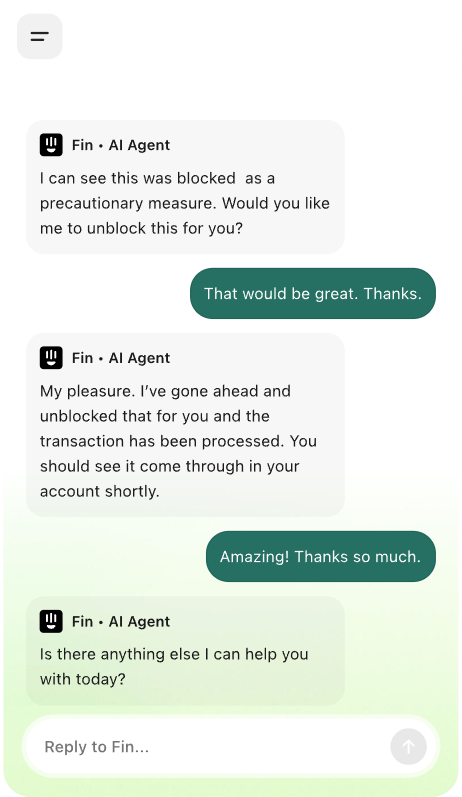 Fin • AI Agent
I can see this was blocked  as a
precautionary measure. Would you like
me to unblock this for you?
That would be great. Thanks.
Fin • AI Agent
My pleasure. I’ve gone ahead and
unblocked that for you and the
transaction has been processed. You
should see it come through in your
account shortly.
Amazing! Thanks so much.
Fin • AI Agent
Is there anything else I can help you
with today?
Reply to Fin...